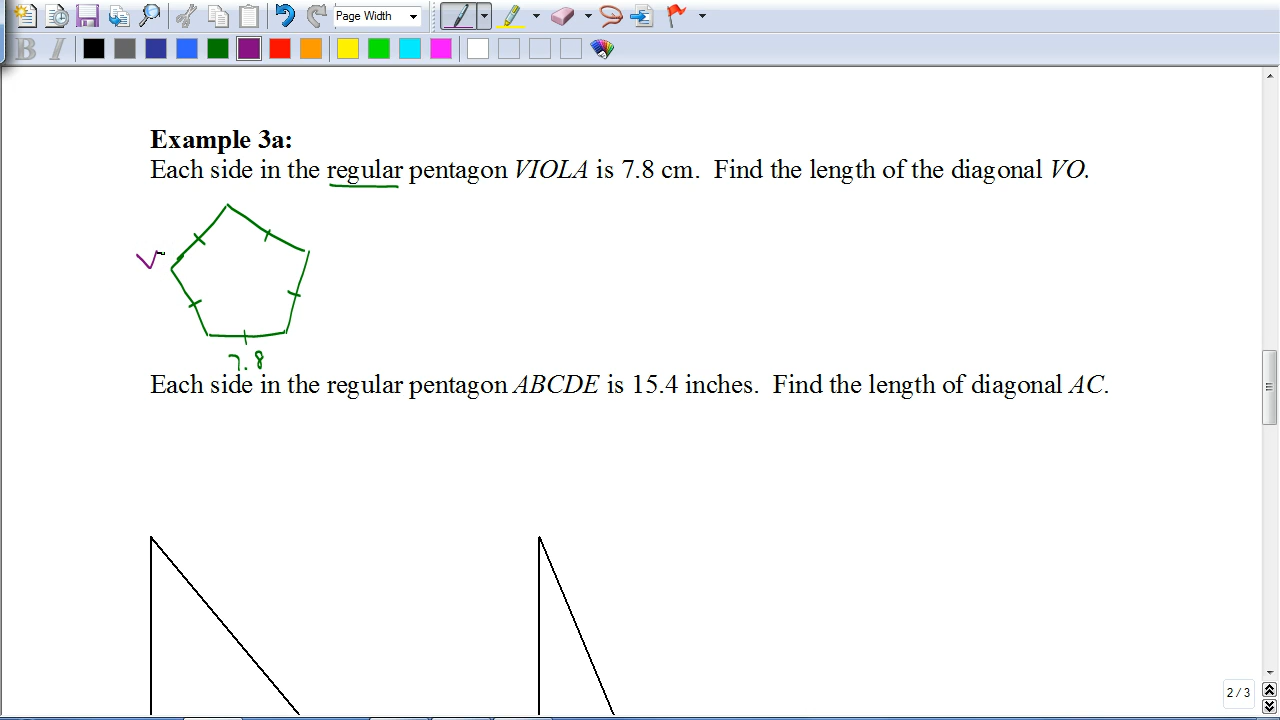 Page Width
B I
Example 3a:
Each side in the regular pentagon VIOLA is 7.8 cm. Find the length of the diagonal VO.
V
7.8
Each side in the regular pentagon ABCDE is 15.4 inches. Find the length of diagonal AC.
2 / 3